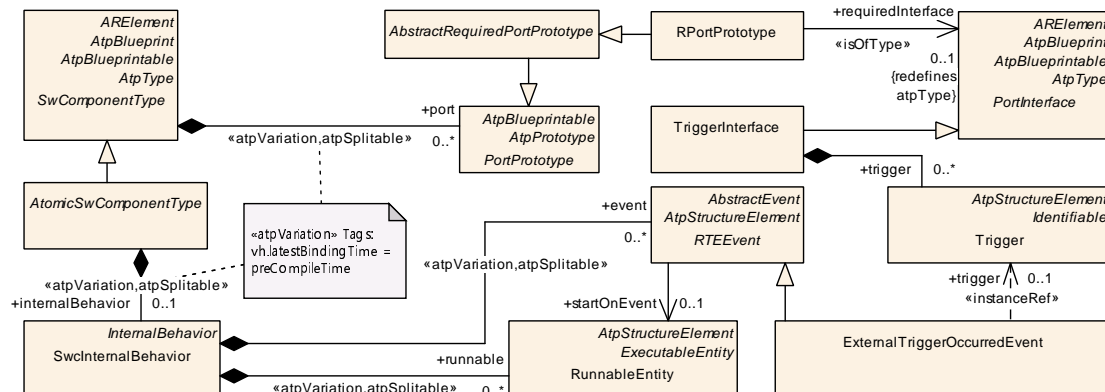 ARElement
AtpBlueprint
AtpBlueprintable
AtpType
SwComponentType
AbstractRequiredPortPrototype
RPortPrototype
+requiredInterface
«isOfType»
0..1
{redefines
atpType}
ARElement
AtpBlueprint
AtpBlueprintable
AtpType
PortInterface
+port
«atpVariation,atpSplitable»
0..*
AtpBlueprintable
AtpPrototype
PortPrototype
TriggerInterface
+trigger
0..*
AtomicSwComponentType
«atpVariation» Tags:
vh.latestBindingTime =
preCompileTime
+event
0..*
«atpVariation,atpSplitable»
AbstractEvent
AtpStructureElement
RTEEvent
AtpStructureElement
Identifiable
Trigger
«atpVariation,atpSplitable»
+internalBehavior
0..1
+startOnEvent
0..1
+trigger
0..1
«instanceRef»
InternalBehavior
SwcInternalBehavior
+runnable
«atpVariation,atpSplitable»
0..*
AtpStructureElement
ExecutableEntity
RunnableEntity
ExternalTriggerOccurredEvent